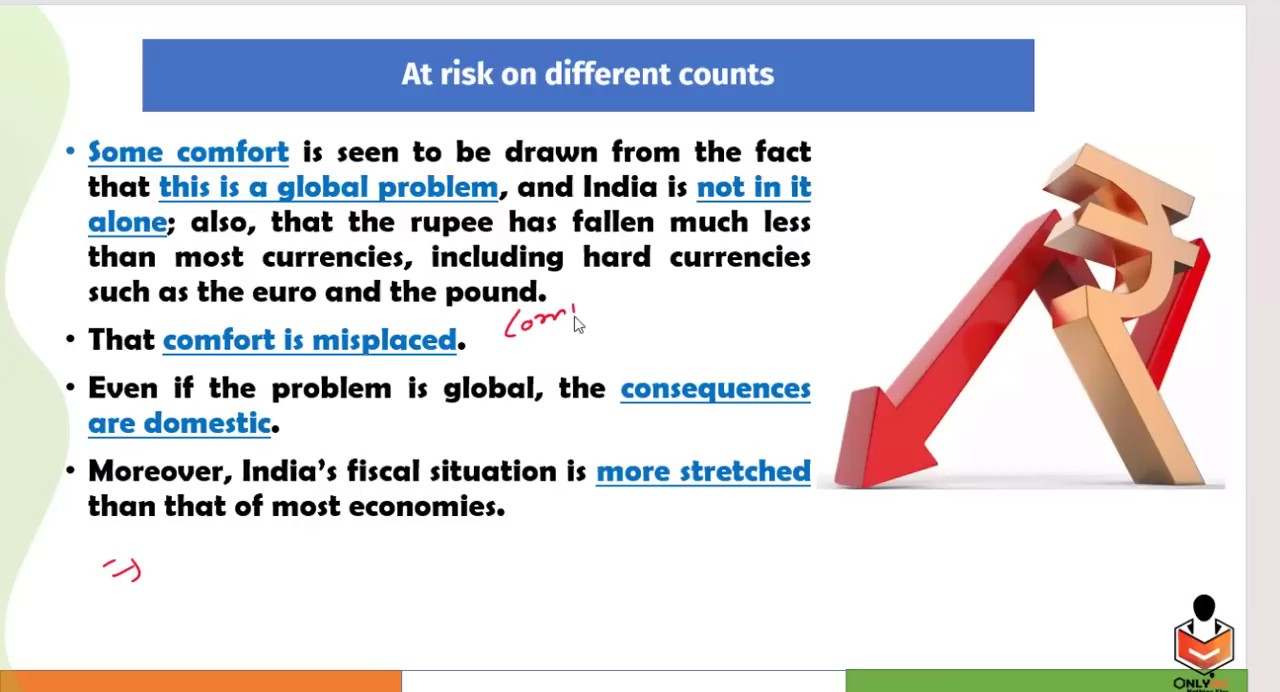 At risk on different counts
• Some comfort is seen to be drawn from the fact
that this is a global problem, and India is not in it
alone; also, that the rupee has fallen much less
than most currencies, including hard currencies
such as the euro and the pound.
• That comfort is misplaced.
• Even if the problem is global, the consequences
are domestic.
• Moreover, India’s fiscal situation is more stretched
than that of most economies.